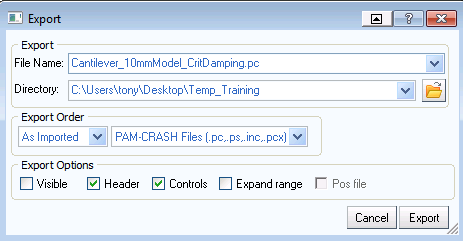 Export
Export
File Name: Cantilever_10mmModel_CritDamping.pc
Directory: C:\Users\tony\Desktop\Temp_Training
Export Order
As Imported PAM-CRASH Files (.pc,.ps,.inc,.pcx)
Export Options
Visible Header Controls Expand range Pos file
Cancel Export